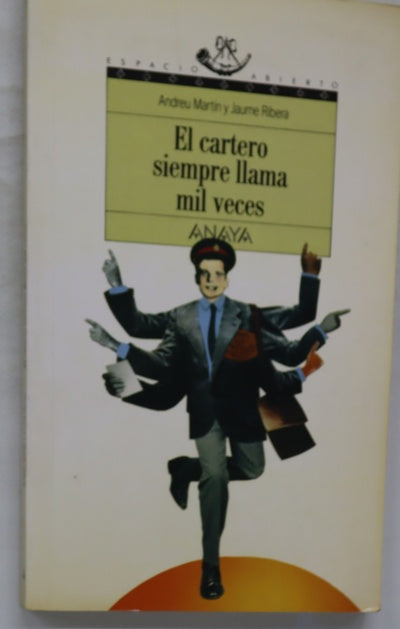 ESPACIO ABIERTO
Andreu Martín y Jaume Ribera
El cartero
siempre llama
mil veces
ANAYA